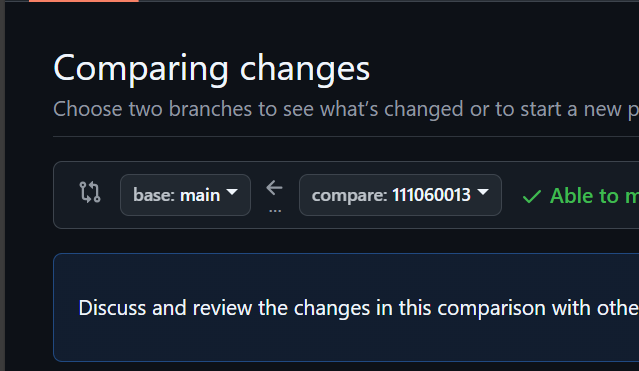 Comparing changes
Choose two branches to see what’s changed or to start a new
base: main ← compare: 111060013 ✓ Able to
...
Discuss and review the changes in this comparison with